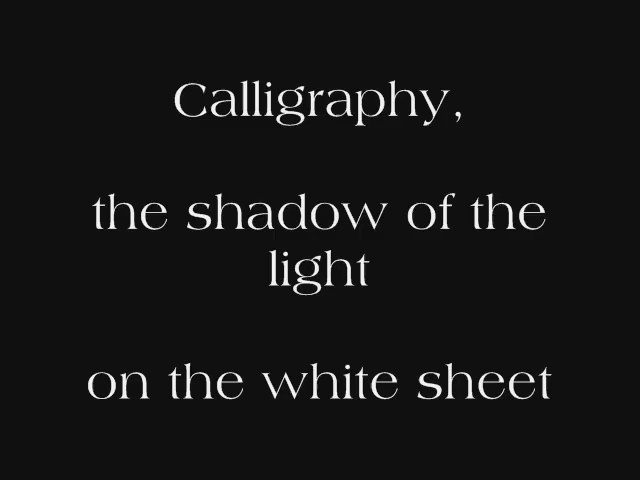 Calligraphy,
the shadow of the
light
on the white sheet